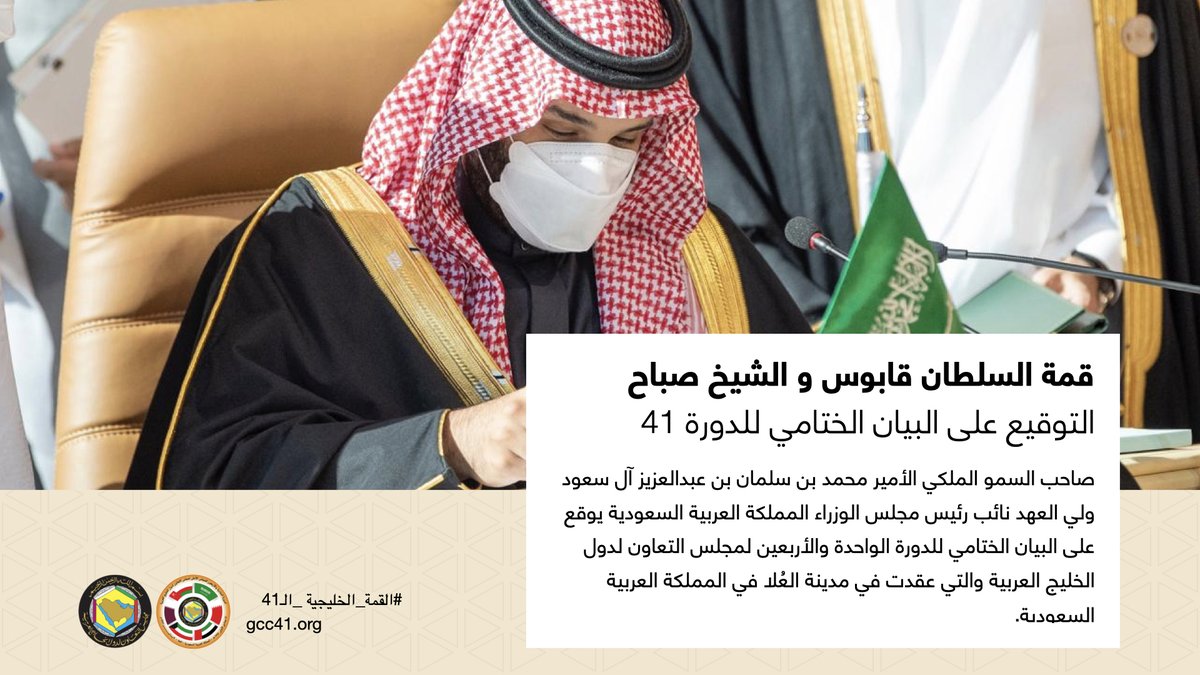 قمة السلطان قابوس و الشيخ صباح
التوقيع على البيان الختامي للدورة 41
صاحب السمو الملكي الأمير محمد بن سلمان بن عبدالعزيز آل سعود
ولي العهد نائب رئيس مجلس الوزراء المملكة العربية السعودية يوقع
على البيان الختامي للدورة الواحدة والأربعين لمجلس التعاون لدول
الخليج العربية والتي عقدت في مدينة العُلا في المملكة العربية
السعودية.
#القمة_الخليجية _الـ41
gcc41.org